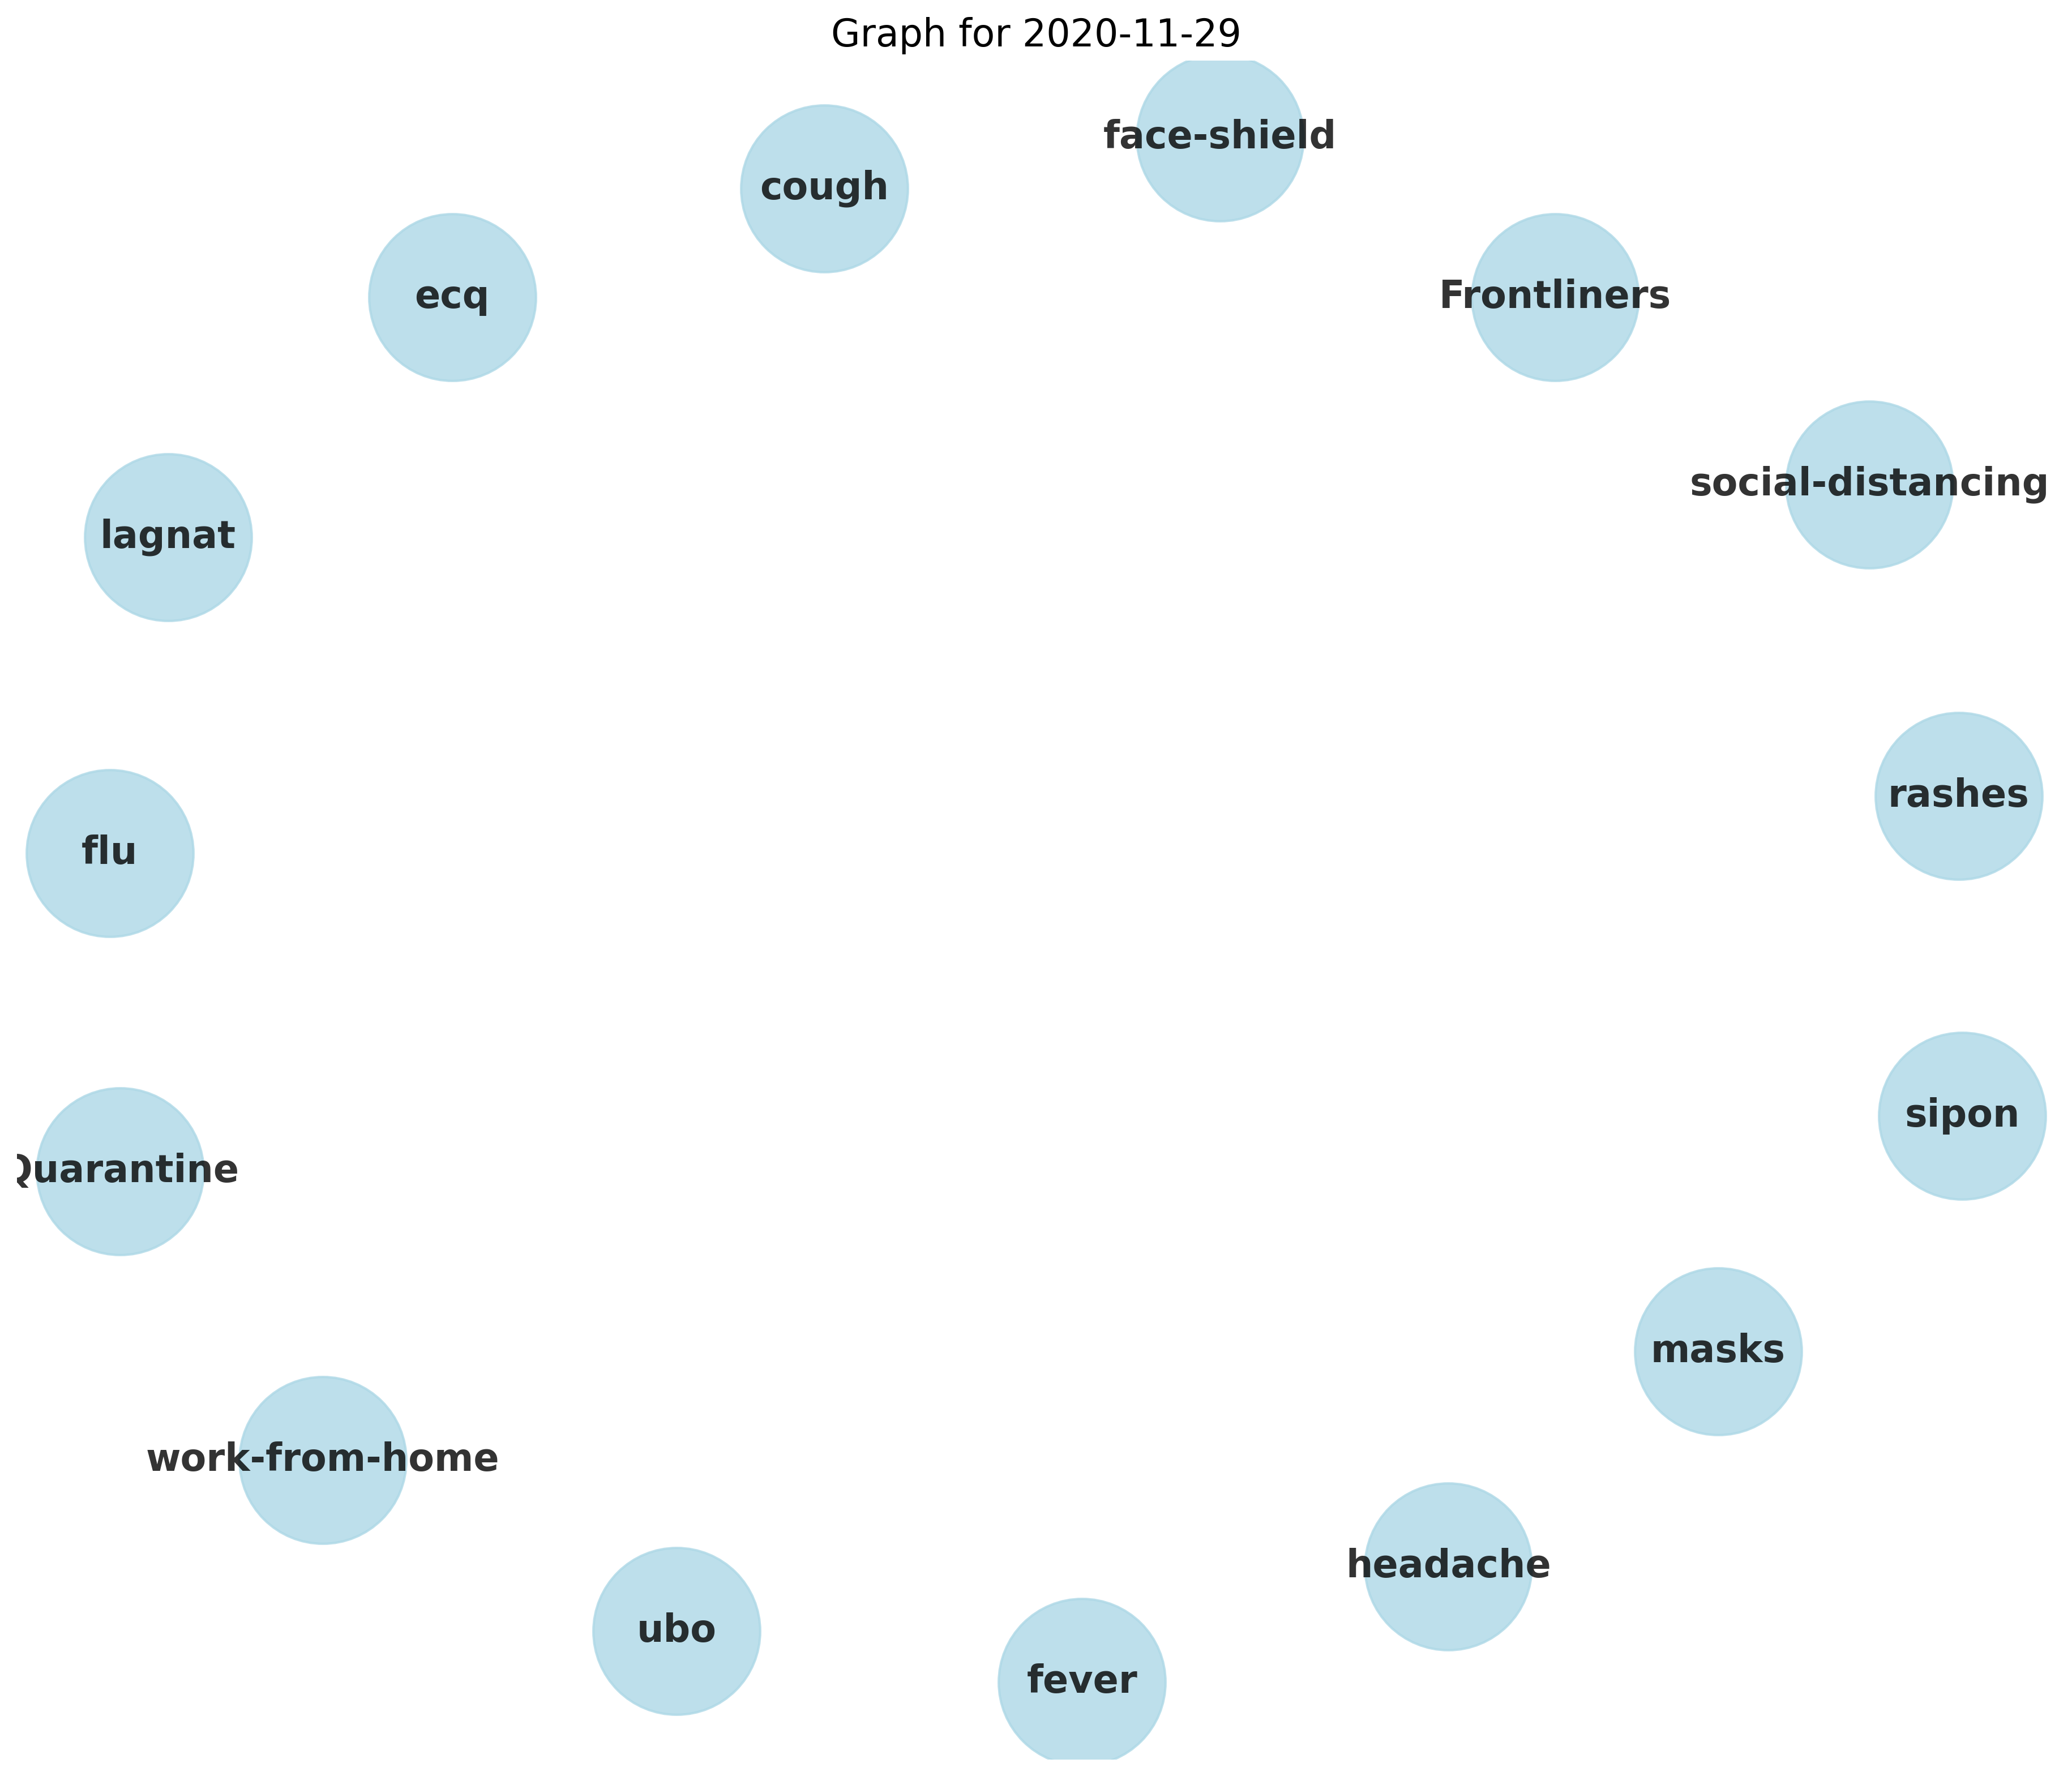 Graph for 2020-11-29
face-shield
cough
ecq
Frontliners
social-distancing
lagnat
rashes
flu
sipon
Quarantine
masks
work-from-home
headache
ubo
fever